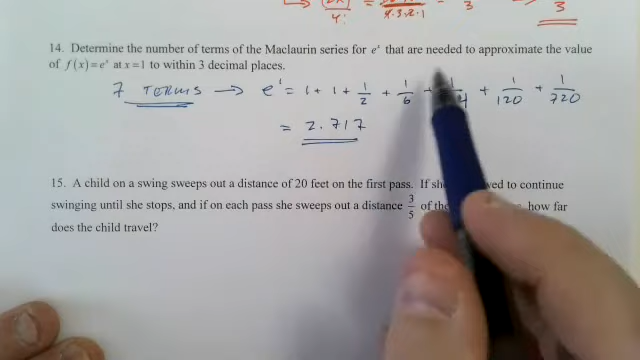 4! = 4·3·2·1 3 3
14. Determine the number of terms of the Maclaurin series for eˣ that are needed to approximate the value
of f(x)=eˣ at x=1 to within 3 decimal places.
7 TERMS → e¹ = 1 + 1 + 1/2 + 1/6 + 1/ 4 + 1/120 + 1/720
= 2.717
15. A child on a swing sweeps out a distance of 20 feet on the first pass. If sh wed to continue
swinging until she stops, and if on each pass she sweeps out a distance 3/5 of the , how far
does the child travel?